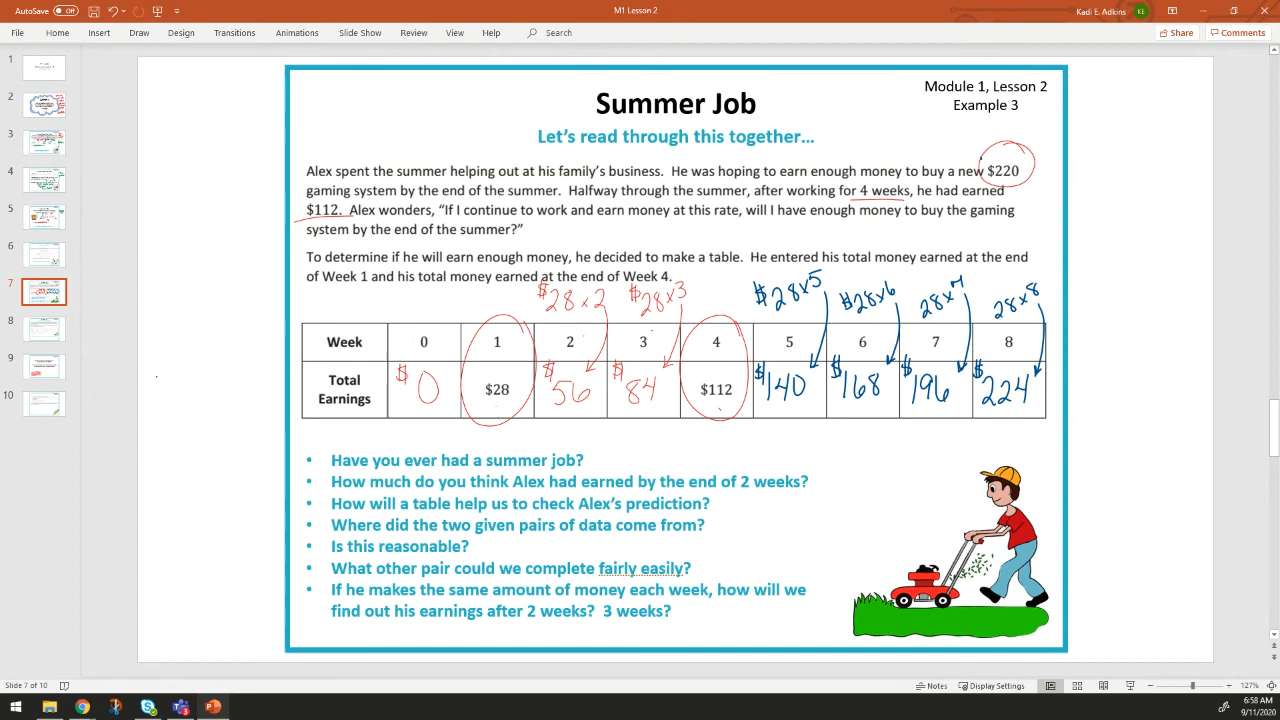 AutoSave Off M1 Lesson 2 Kadi E. Adkins KE
File Home Insert Draw Design Transitions Animations Slide Show Review View Help Search Share Comments
1
2
3
4
5
6
7
8
9
10
Module 1, Lesson 2
Example 3
Summer Job
Let's read through this together...
Alex spent the summer helping out at his family's business. He was hoping to earn enough money to buy a new $220
gaming system by the end of the summer. Halfway through the summer, after working for 4 weeks, he had earned
$112. Alex wonders, "If I continue to work and earn money at this rate, will I have enough money to buy the gaming
system by the end of the summer?"
To determine if he will earn enough money, he decided to make a table. He entered his total money earned at the end
of Week 1 and his total money earned at the end of Week 4.
$28 x 2 $28x3 $28x5 $28x6 28x7 28x8
Week 0 1 2 3 4 5 6 7 8
Total
Earnings
$0 $28 $56 $84 $112 $140 $168 $196 $224
• Have you ever had a summer job?
• How much do you think Alex had earned by the end of 2 weeks?
• How will a table help us to check Alex's prediction?
• Where did the two given pairs of data come from?
• Is this reasonable?
• What other pair could we complete fairly easily?
• If he makes the same amount of money each week, how will we
find out his earnings after 2 weeks? 3 weeks?
Slide 7 of 10 Notes Display Settings 127%
6:58 AM
9/11/2020